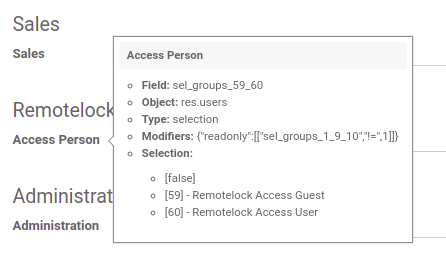 Sales
Sales
Access Person
Field: sel_groups_59_60
Object: res.users
Remotelock
Type: selection
Access Person
Modifiers: {"readonly":[["sel_groups_1_9_10","!=",1]]}
Selection:
[false]
Administrat
[59] - Remotelock Access Guest
[60] - Remotelock Access User
Administration